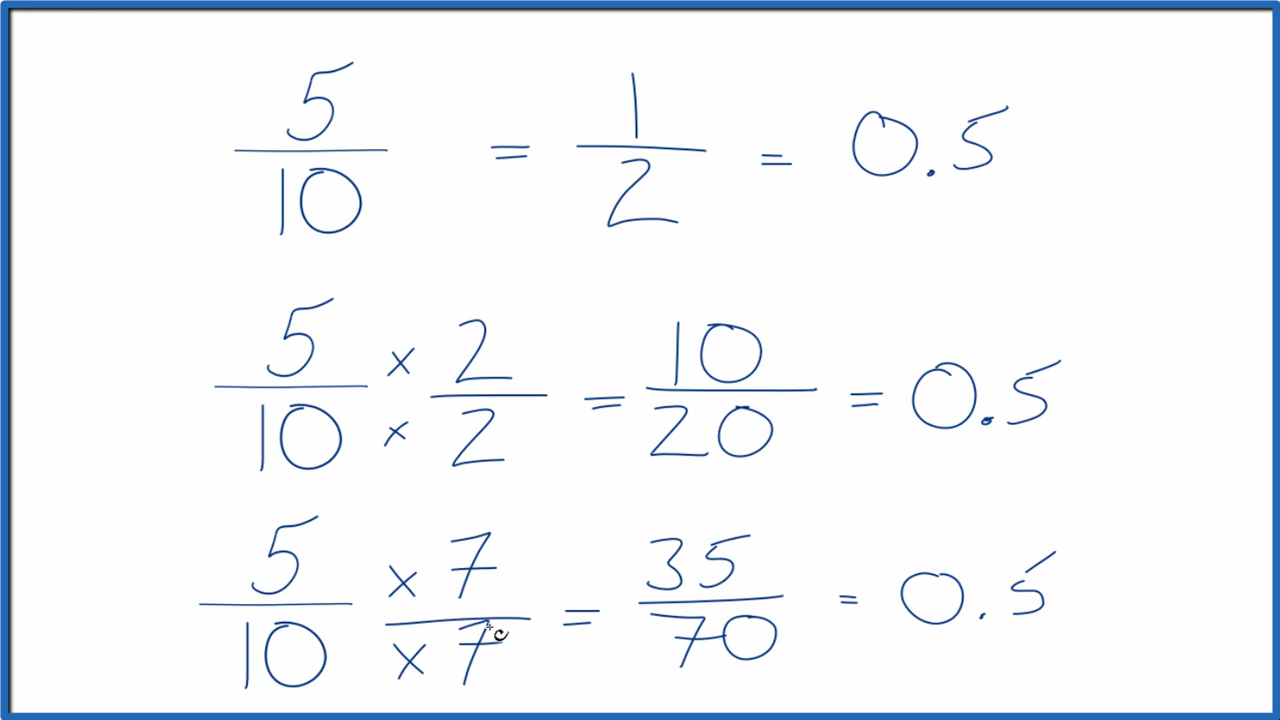 5/10 = 1/2 = 0.5
5/10 × 2/× 2 = 10/20 = 0.5
5/10 × 7/× 7 = 35/70 = 0.5